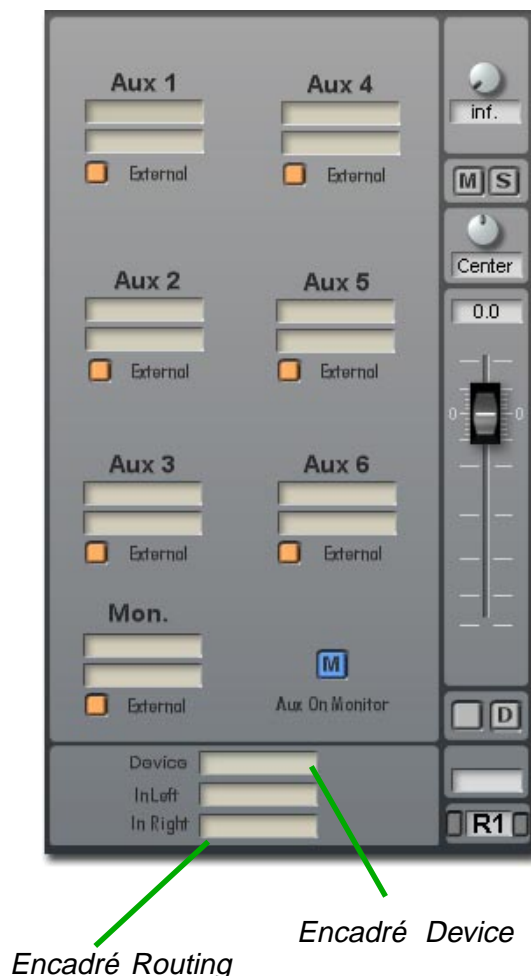 Aux 1
Aux 4
External
External
Aux 2
Aux 5
External
External
Aux 3
Aux 6
External
External
Mon.
External
M
Aux On Monitor
Device
InLeft
In Right
inf.
M S
Center
0.0
0 0
D
R1
Encadré Device
Encadré Routing